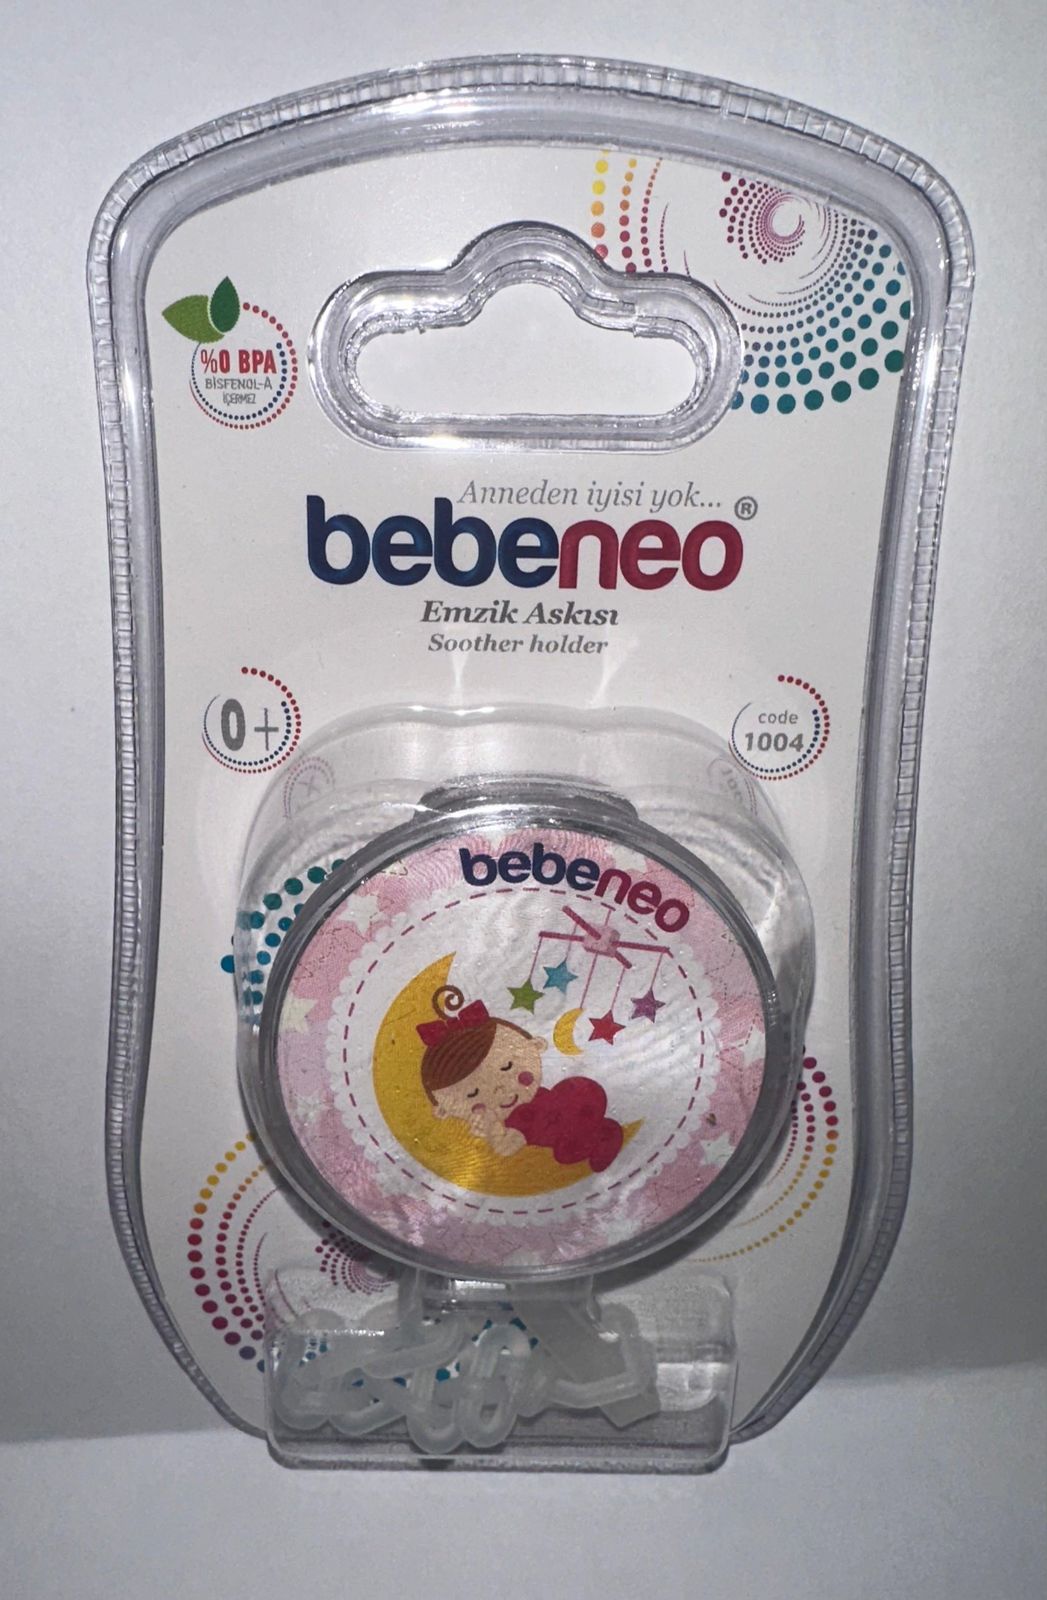 %0 BPA
BİSFENOL-A
İÇERMEZ
Anneden iyisi yok...
bebeneo®
Emzik Askısı
Soother holder
0+
code
1004
bebeneo